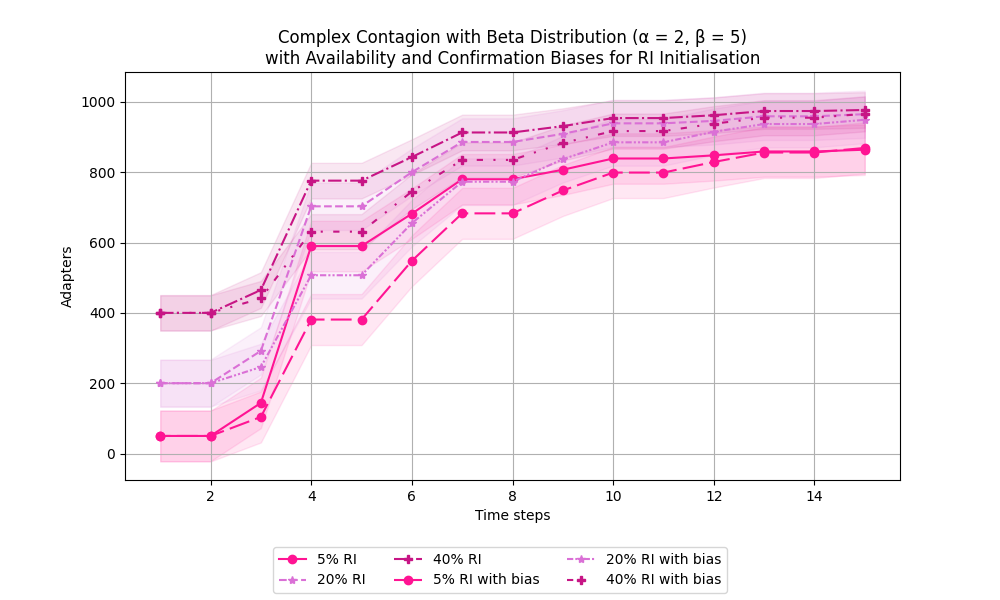 Complex Contagion with Beta Distribution (α = 2, β = 5)
with Availability and Confirmation Biases for RI Initialisation
Adapters
1000
800
600
400
200
0
2 4 6 8 10 12 14
Time steps
5% RI 40% RI 20% RI with bias
20% RI 5% RI with bias 40% RI with bias